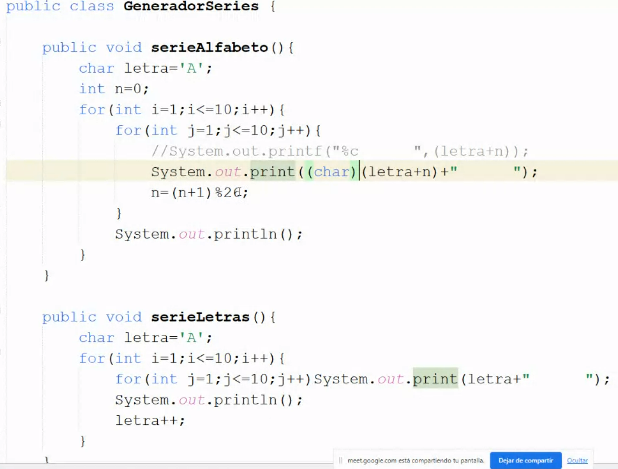 public class GeneradorSeries {
public void serieAlfabeto(){
char letra='A';
int n=0;
for(int i=1;i<=10;i++){
for(int j=1;j<=10;j++){
//System.out.printf("%c      ",(letra+n));
System.out.print((char)(letra+n)+"      ");
n=(n+1)%26;
}
System.out.println();
}
}
public void serieLetras(){
char letra='A';
for(int i=1;i<=10;i++){
for(int j=1;j<=10;j++)System.out.print(letra+"      ");
System.out.println();
letra++;
}
}
meet.google.com está compartiendo tu pantalla. Dejar de compartir Ocultar